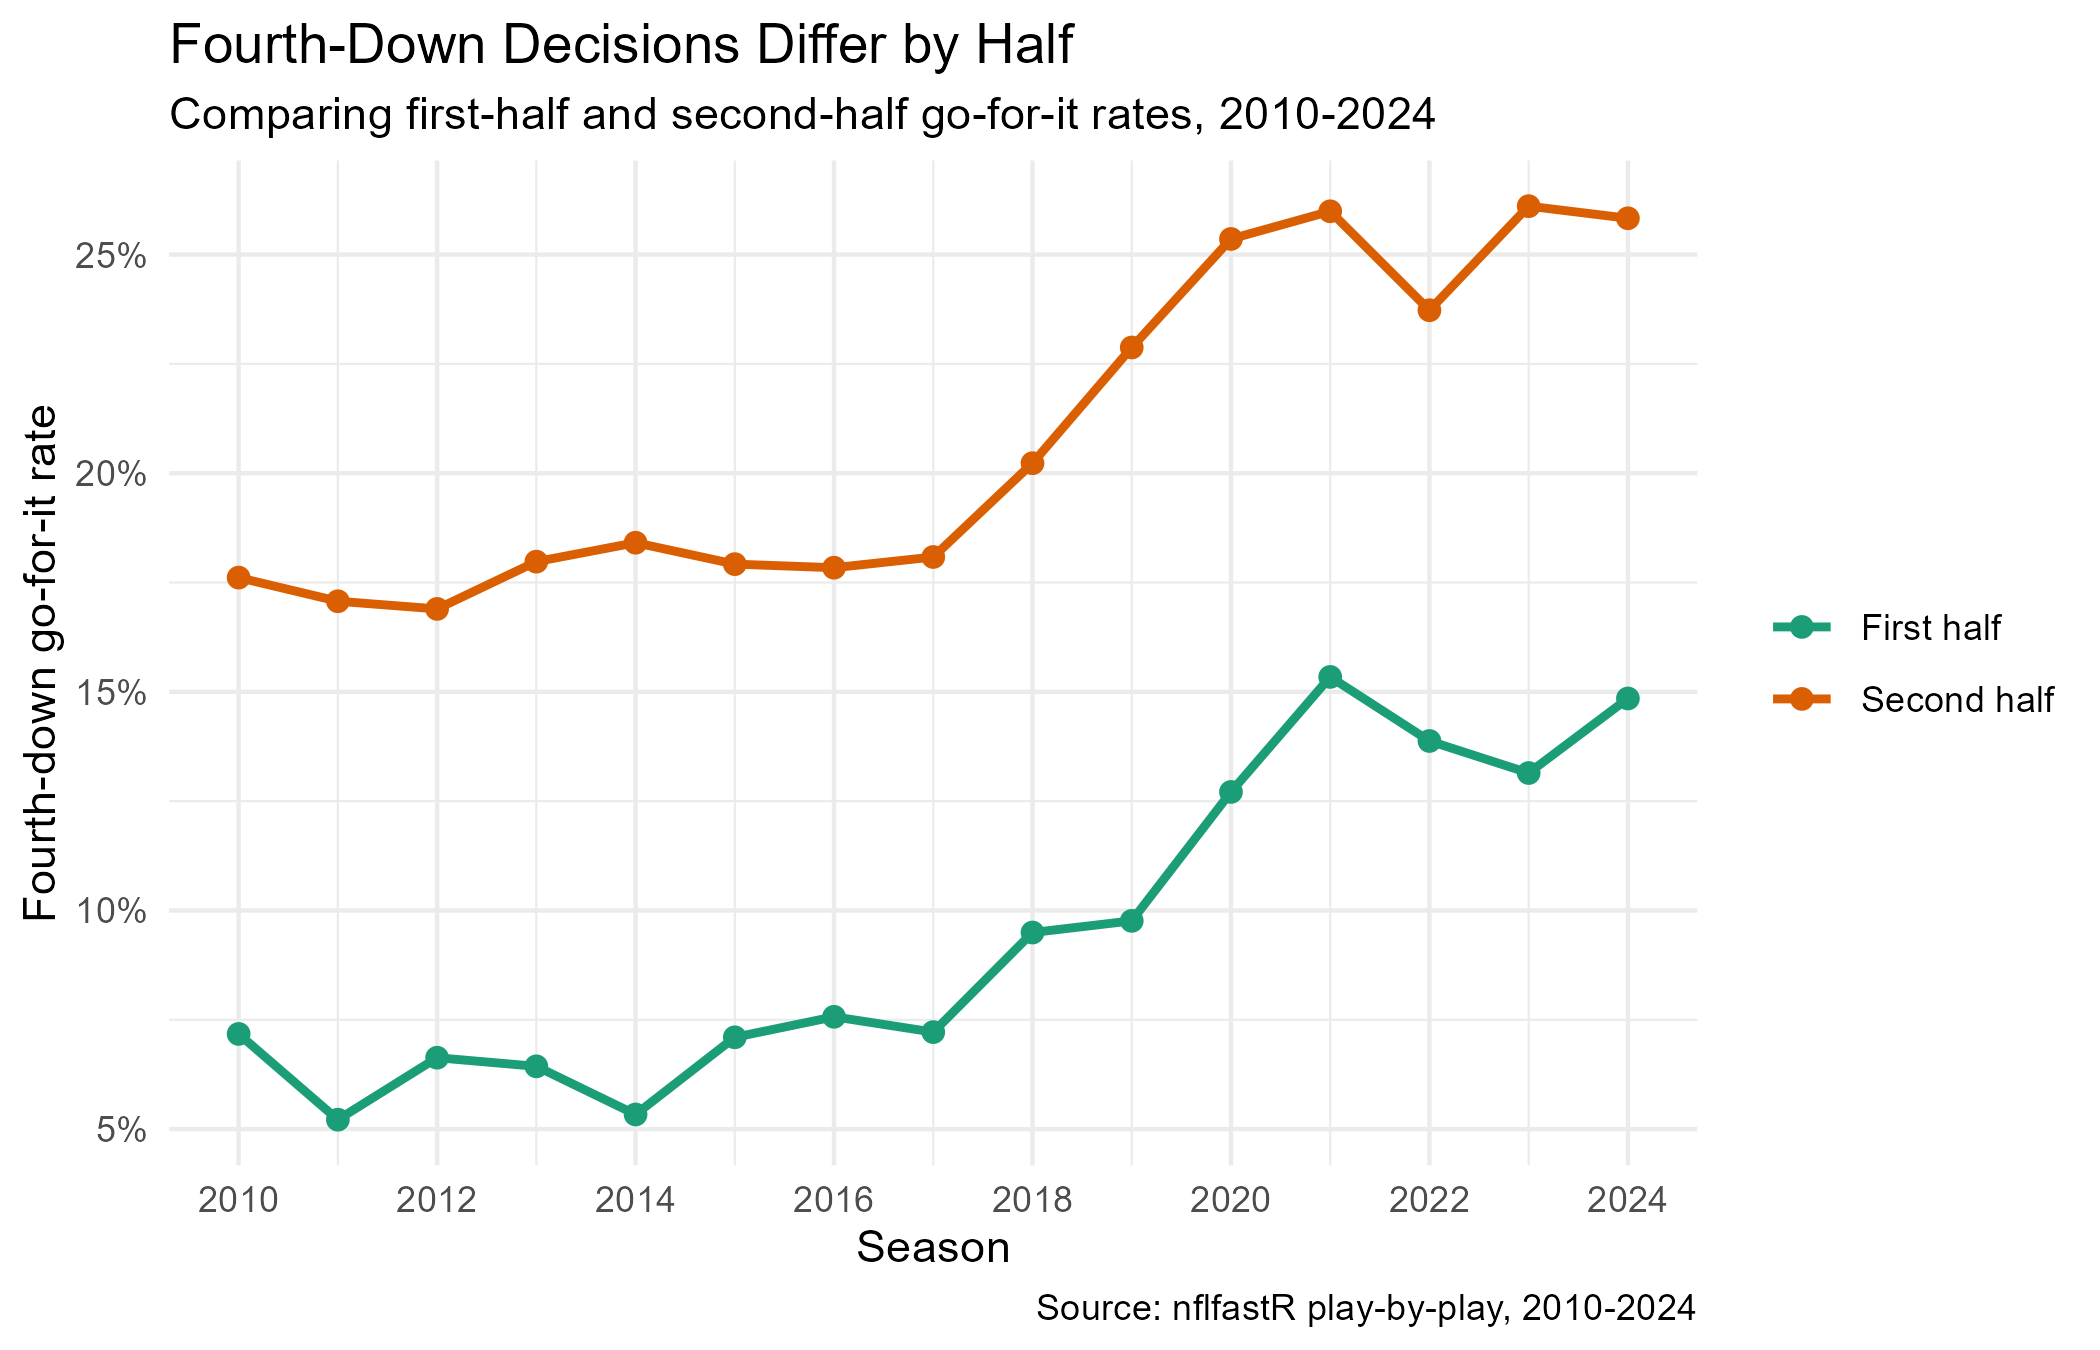 Fourth-Down Decisions Differ by Half
Comparing first-half and second-half go-for-it rates, 2010-2024
Fourth-down go-for-it rate
25%
20%
15%
10%
5%
2010 2012 2014 2016 2018 2020 2022 2024
Season
First half
Second half
Source: nflfastR play-by-play, 2010-2024